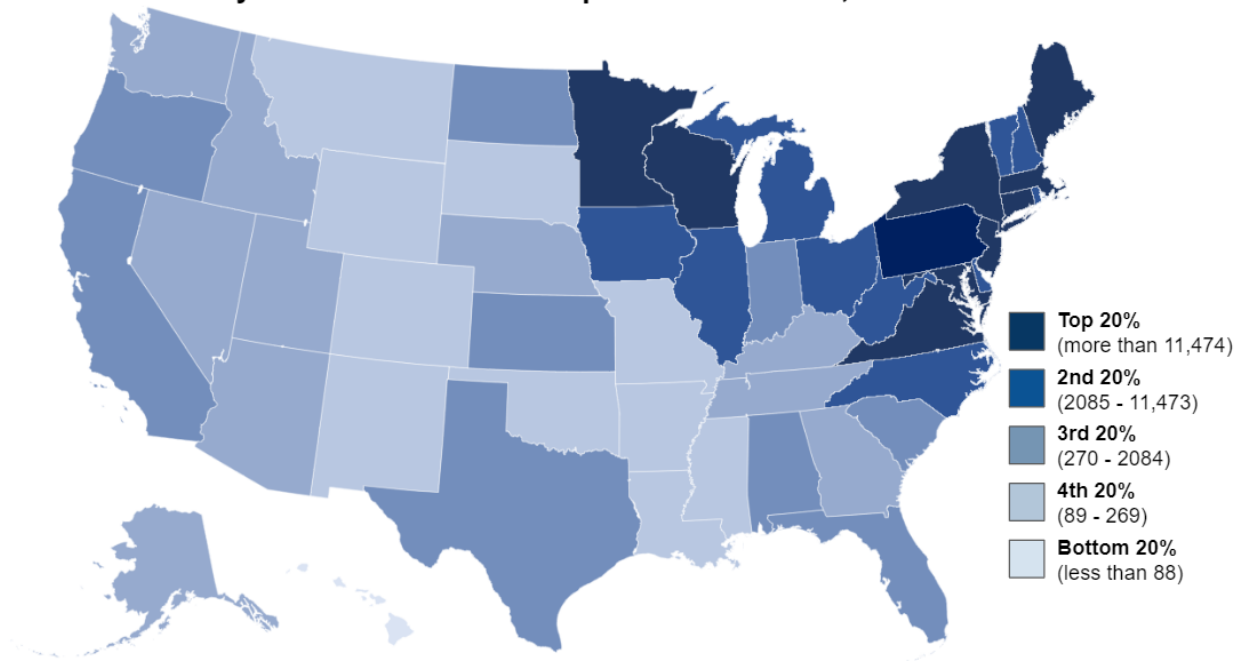 Top 20%
(more than 11,474)
2nd 20%
(2085 - 11,473)
3rd 20%
(270 - 2084)
4th 20%
(89 - 269)
Bottom 20%
(less than 88)